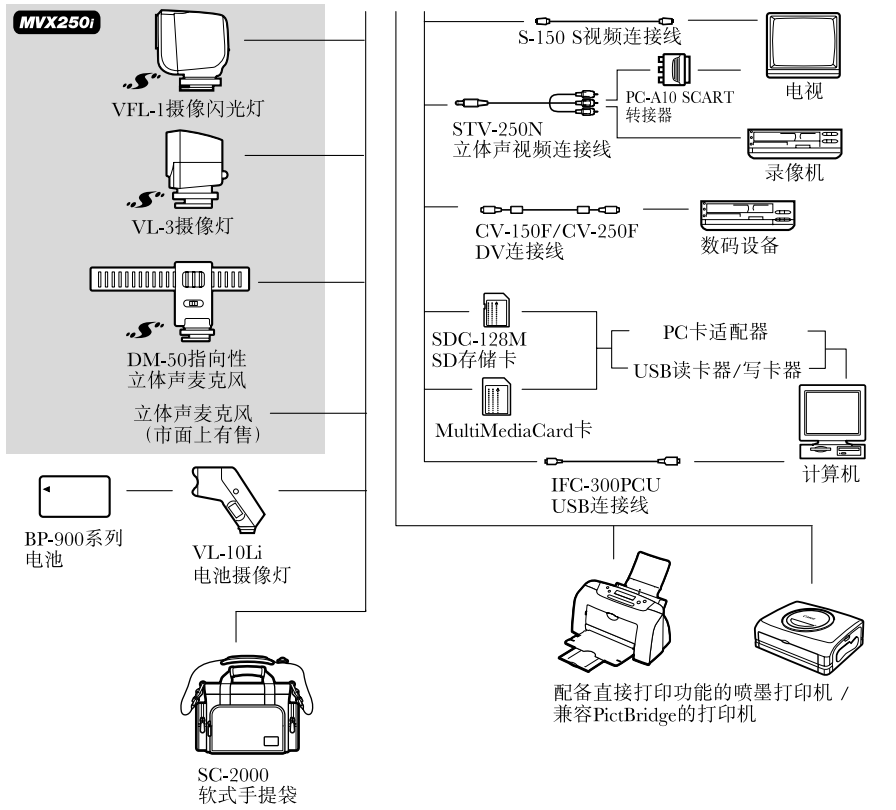 MVX250i
VFL-1摄像闪光灯
VL-3摄像灯
DM-50指向性
立体声麦克风
立体声麦克风
（市面上有售）
BP-900系列
电池
VL-10Li
电池摄像灯
SC-2000
软式手提袋
S-150 S视频连接线
STV-250N
立体声视频连接线
PC-A10 SCART
转接器
电视
录像机
CV-150F/CV-250F
DV连接线
数码设备
SDC-128M
SD存储卡
MultiMediaCard卡
PC卡适配器
USB读卡器/写卡器
计算机
IFC-300PCU
USB连接线
配备直接打印功能的喷墨打印机 /
兼容PictBridge的打印机